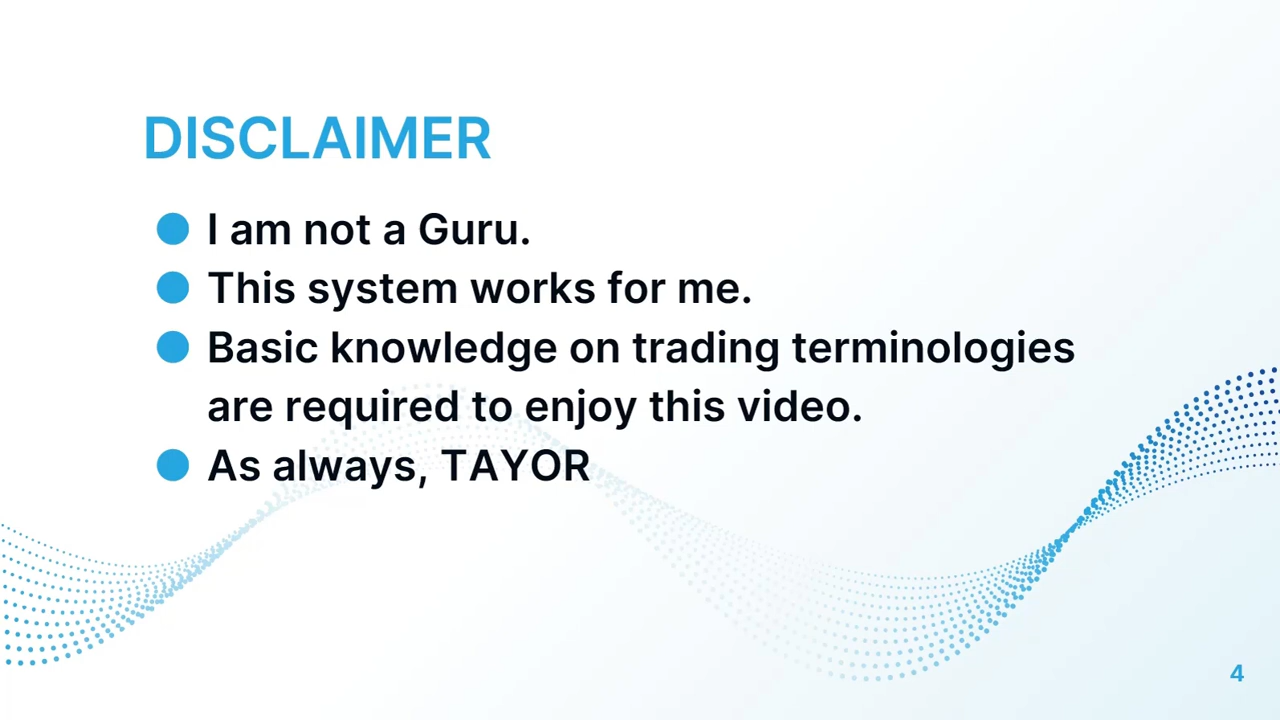 DISCLAIMER
I am not a Guru.
This system works for me.
Basic knowledge on trading terminologies
are required to enjoy this video.
As always, TAYOR
4